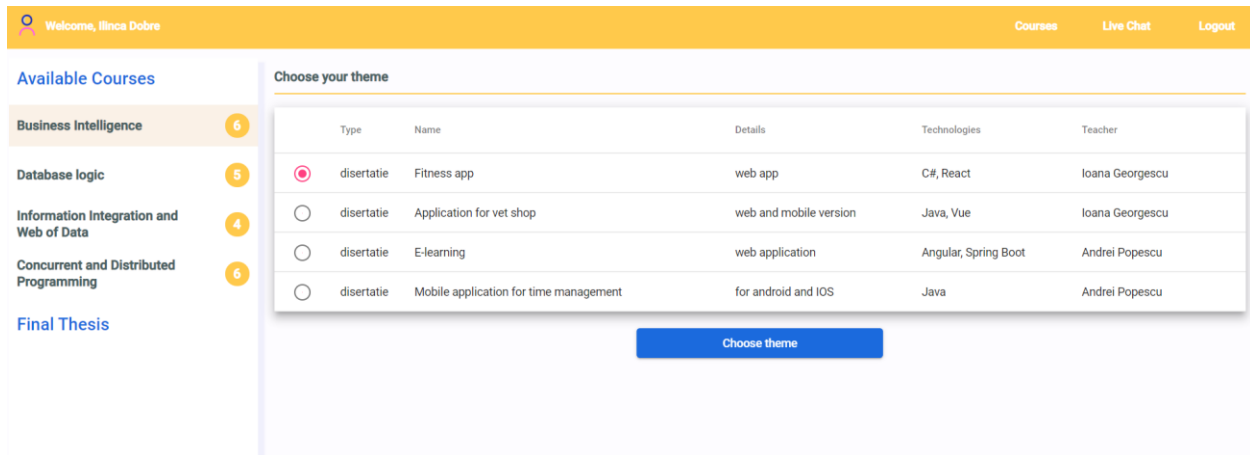 Welcome, Ilinca Dobre
Courses Live Chat Logout
Available Courses
Business Intelligence 6
Database logic 5
Information Integration and
Web of Data 4
Concurrent and Distributed
Programming 6
Final Thesis
Choose your theme
Type Name Details Technologies Teacher
disertatie Fitness app web app C#, React Ioana Georgescu
disertatie Application for vet shop web and mobile version Java, Vue Ioana Georgescu
disertatie E-learning web application Angular, Spring Boot Andrei Popescu
disertatie Mobile application for time management for android and IOS Java Andrei Popescu
Choose theme